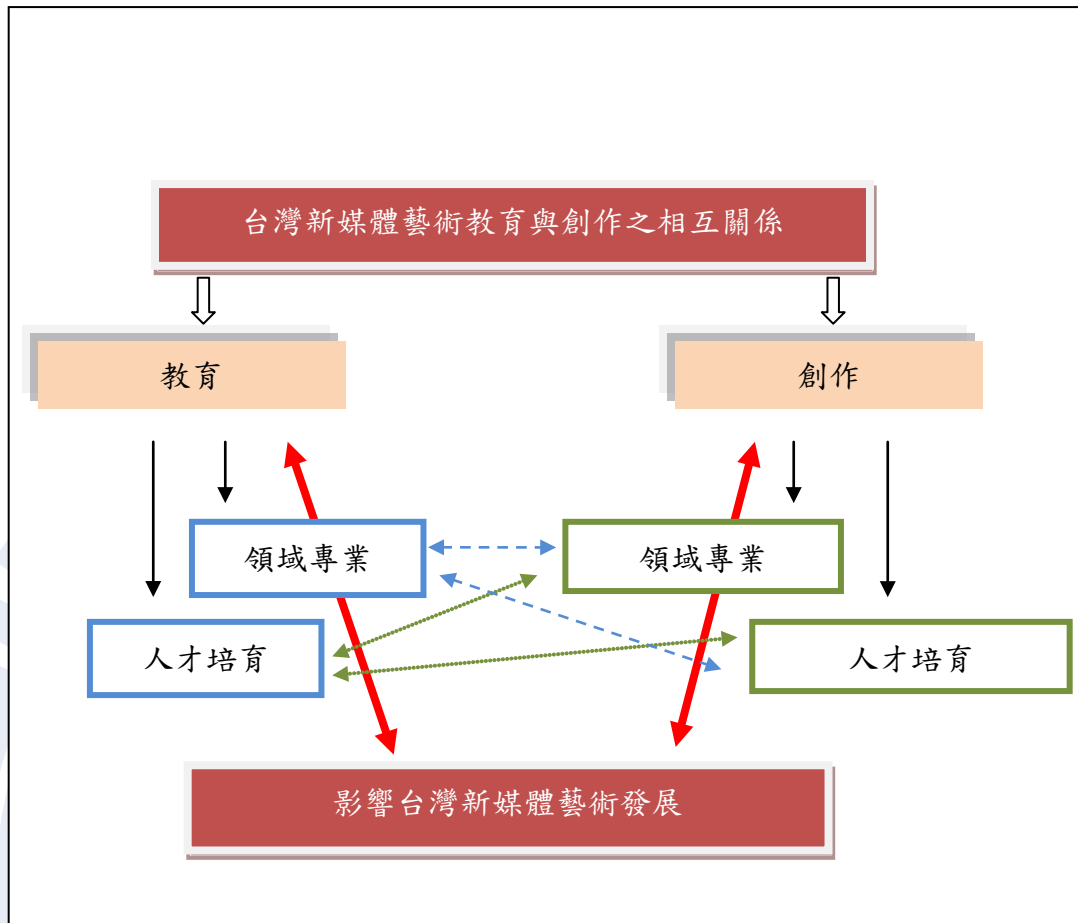 台灣新媒體藝術教育與創作之相互關係
教育
創作
領域專業
領域專業
人才培育
人才培育
影響台灣新媒體藝術發展